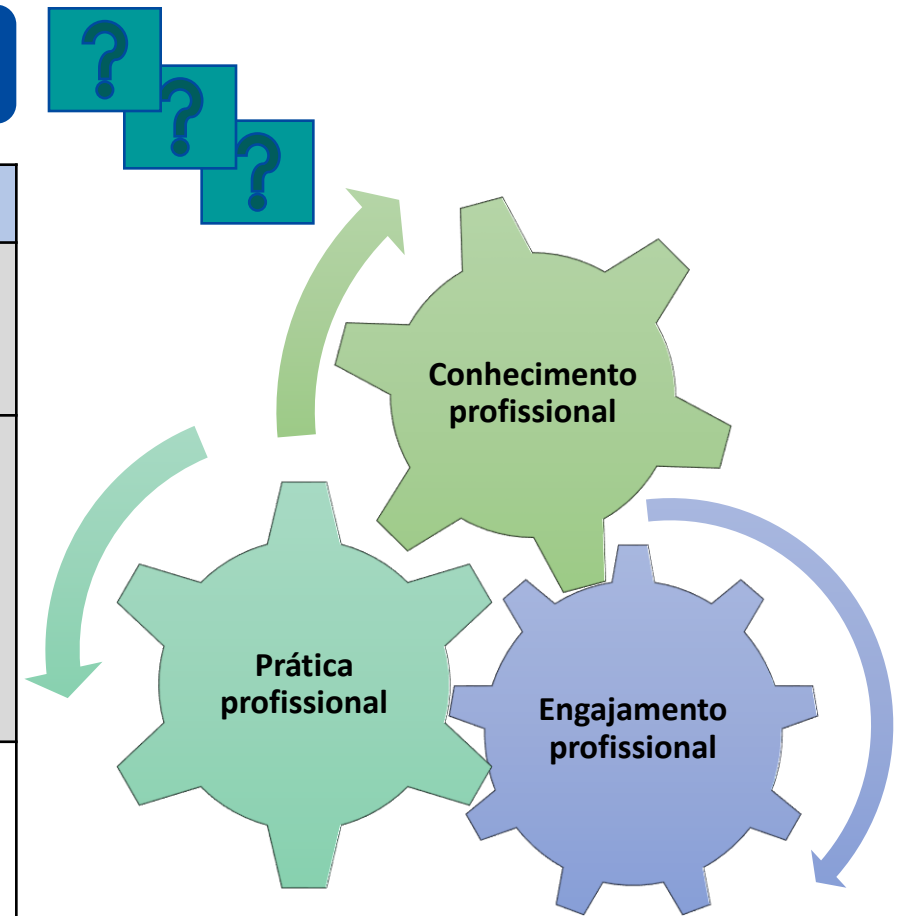 ?
?
?
Conhecimento
profissional
Prática
profissional
Engajamento
profissional